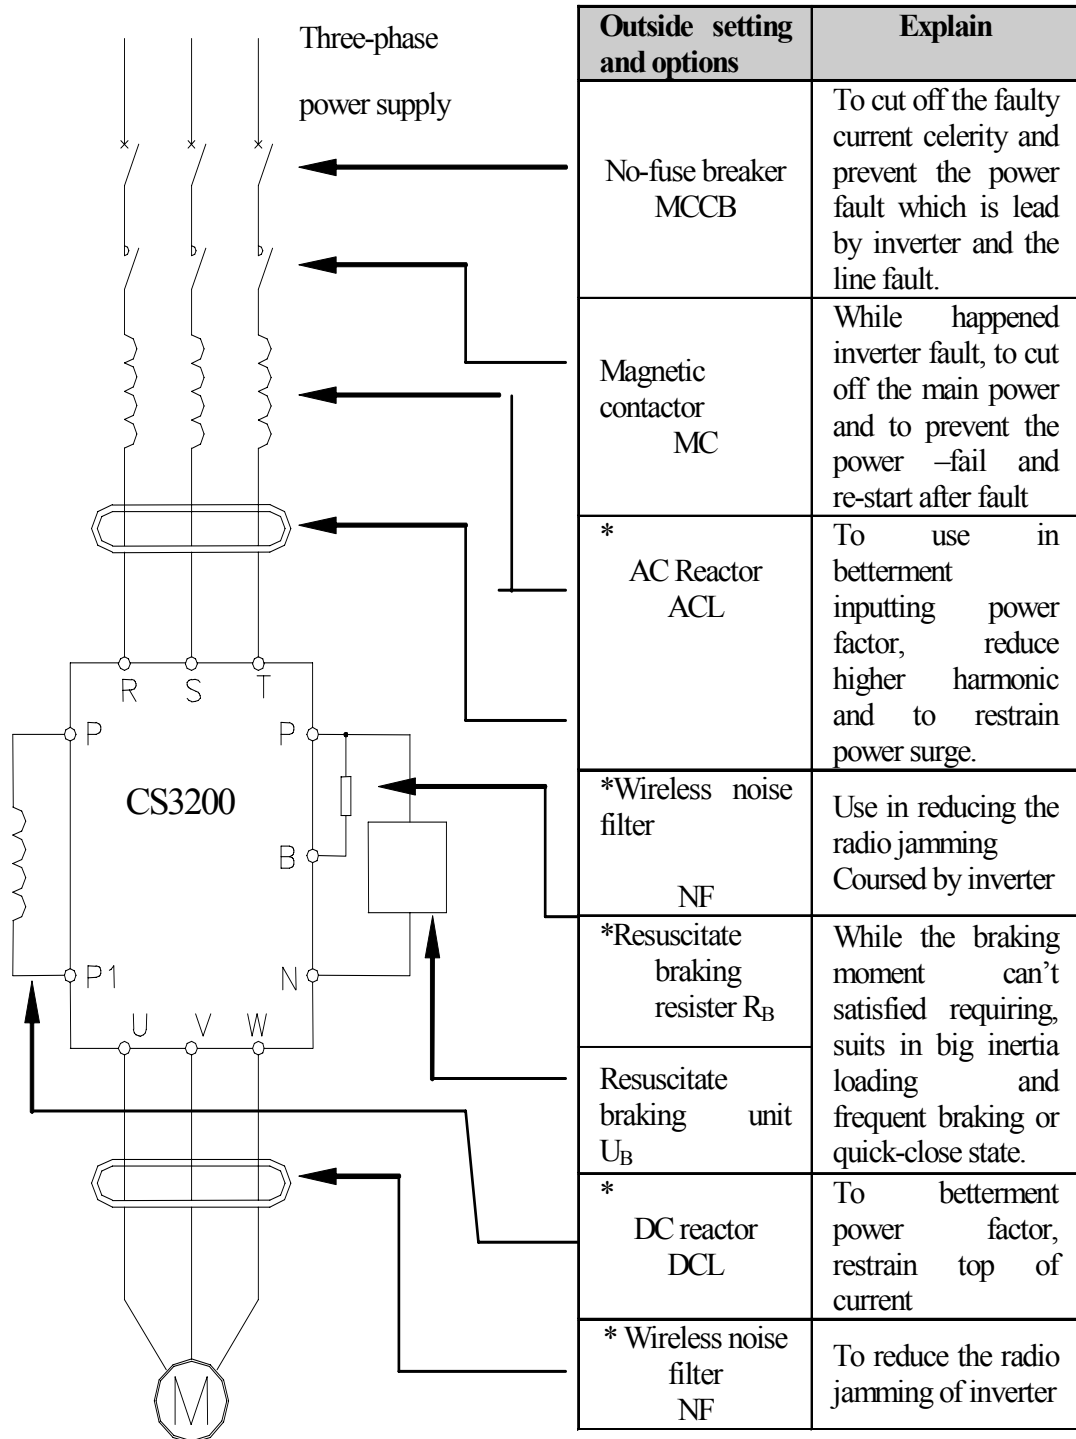 Three-phase
power supply
R S T
P P
CS3200
B
P1 N
U V W
M
Outside setting
and options
Explain
No-fuse breaker
MCCB
To cut off the faulty
current celerity and
prevent the power
fault which is lead
by inverter and the
line fault.
Magnetic
contactor
MC
While happened
inverter fault, to cut
off the main power
and to prevent the
power –fail and
re-start after fault
*
AC Reactor
ACL
To use in
betterment
inputting power
factor, reduce
higher harmonic
and to restrain
power surge.
*Wireless noise
filter
NF
Use in reducing the
radio jamming
Coursed by inverter
*Resuscitate
braking
resister RB
Resuscitate
braking unit
UB
While the braking
moment can't
satisfied requiring,
suits in big inertia
loading and
frequent braking or
quick-close state.
*
DC reactor
DCL
To betterment
power factor,
restrain top of
current
* Wireless noise
filter
NF
To reduce the radio
jamming of inverter